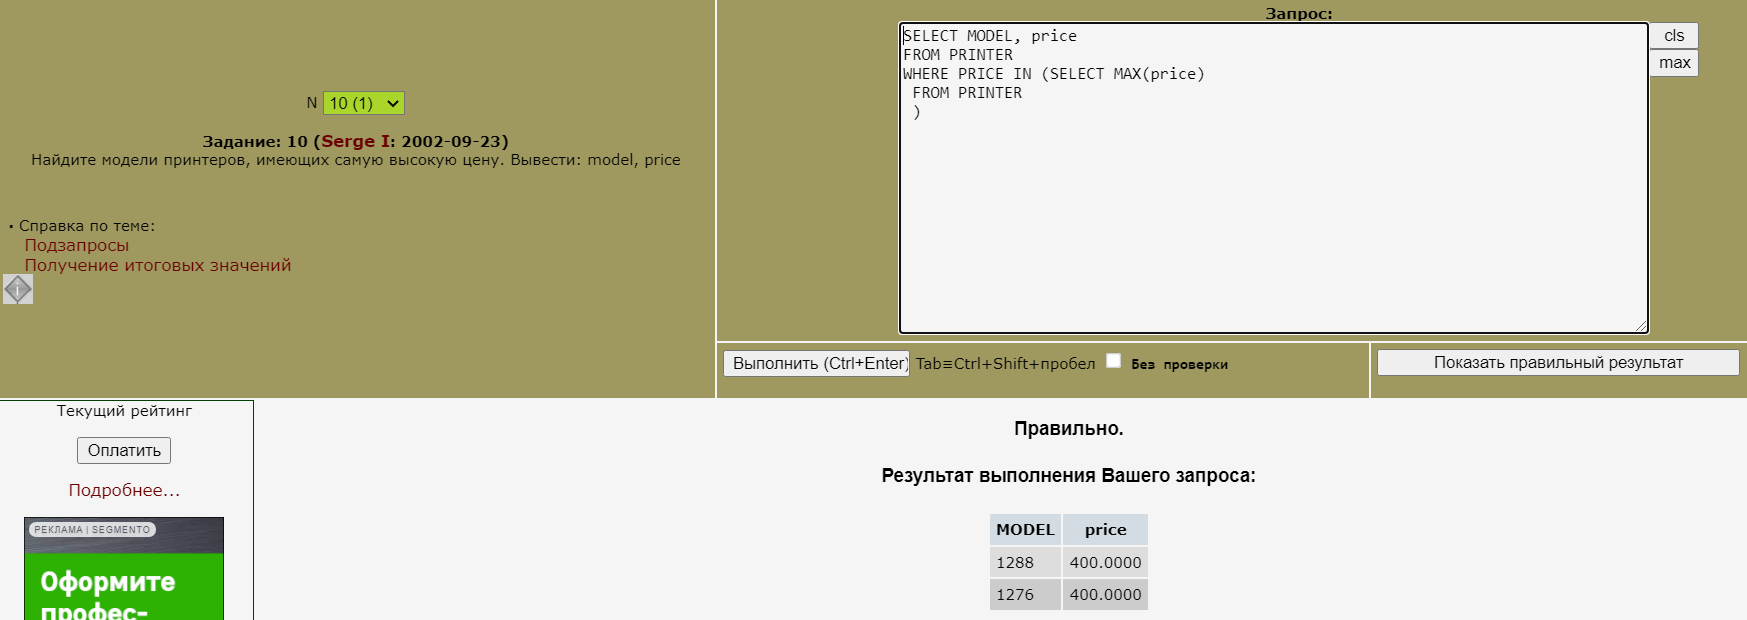 N 10 (1)
Задание: 10 (Serge I: 2002-09-23)
Найдите модели принтеров, имеющих самую высокую цену. Вывести: model, price
· Справка по теме:
Подзапросы
Получение итоговых значений
i
Запрос:
SELECT MODEL, price
FROM PRINTER
WHERE PRICE IN (SELECT MAX(price)
FROM PRINTER
)
cls
max
Выполнить (Ctrl+Enter) Tab≡Ctrl+Shift+пробел Без проверки
Показать правильный результат
Текущий рейтинг
Оплатить
Подробнее...
РЕКЛАМА | SEGMENTO
Оформите
профес-
Правильно.
Результат выполнения Вашего запроса:
MODEL price
1288 400.0000
1276 400.0000